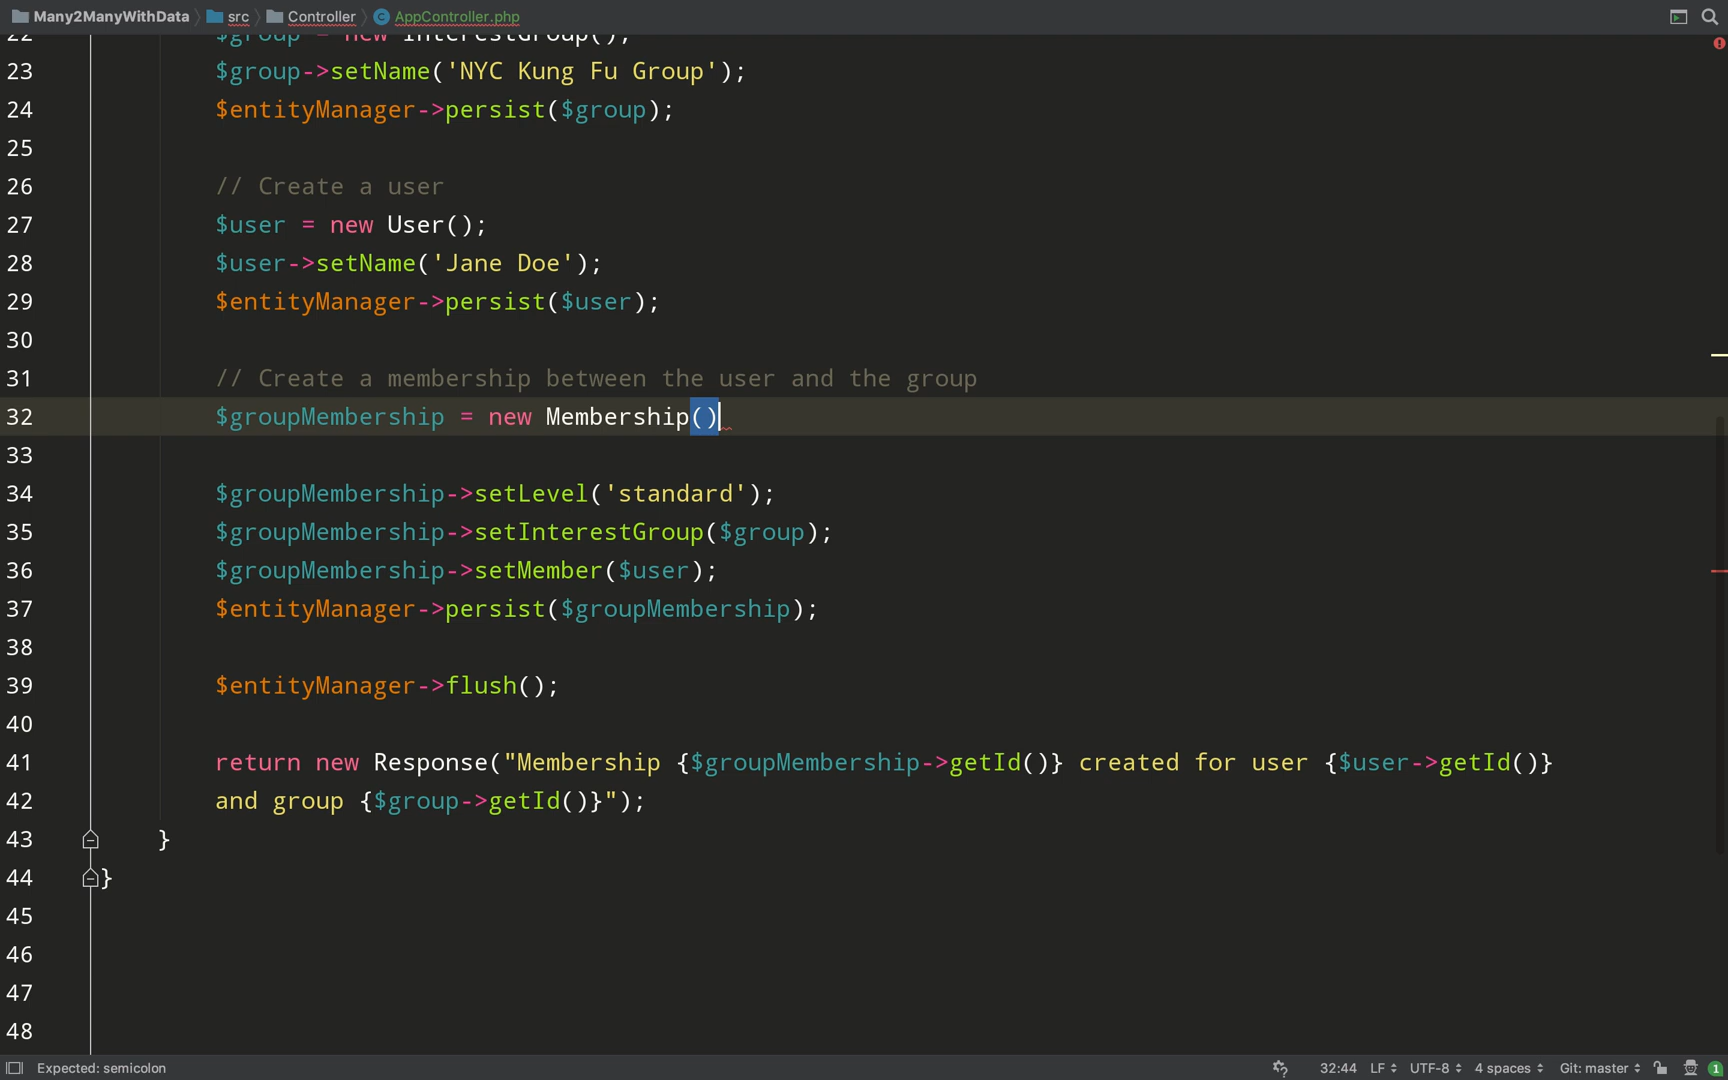 Many2ManyWithData src Controller AppController.php
22 $group = new InterestGroup();
23 $group->setName('NYC Kung Fu Group');
24 $entityManager->persist($group);
25
26 // Create a user
27 $user = new User();
28 $user->setName('Jane Doe');
29 $entityManager->persist($user);
30
31 // Create a membership between the user and the group
32 $groupMembership = new Membership()
33
34 $groupMembership->setLevel('standard');
35 $groupMembership->setInterestGroup($group);
36 $groupMembership->setMember($user);
37 $entityManager->persist($groupMembership);
38
39 $entityManager->flush();
40
41 return new Response("Membership {$groupMembership->getId()} created for user {$user->getId()}
42 and group {$group->getId()}");
43 }
44 }
45
46
47
48
Expected: semicolon 32:44 LF UTF-8 4 spaces Git: master 1